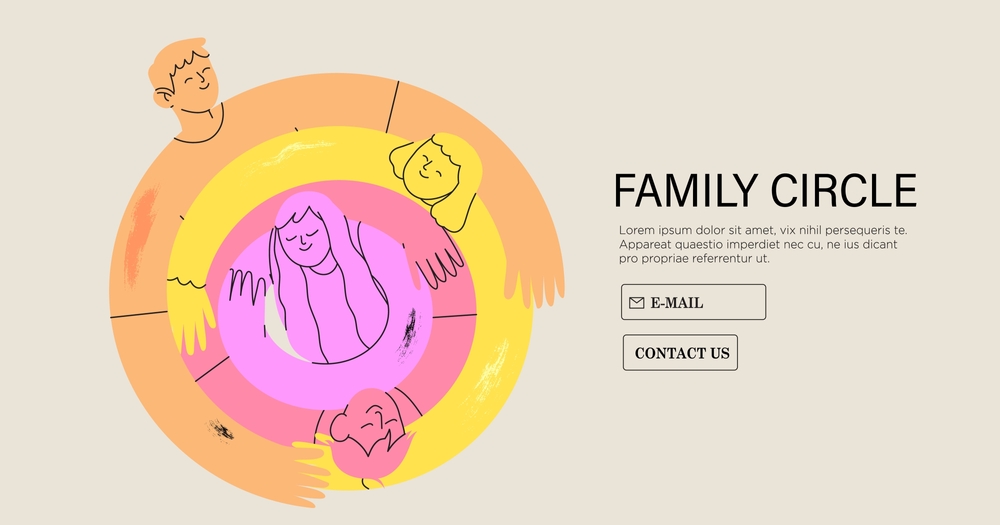 FAMILY CIRCLE
Lorem ipsum dolor sit amet, vix nihil persequeris te.
Appareat quaestio imperdiet nec cu, ne ius dicant
pro propriae referrentur ut.
E-MAIL
CONTACT US